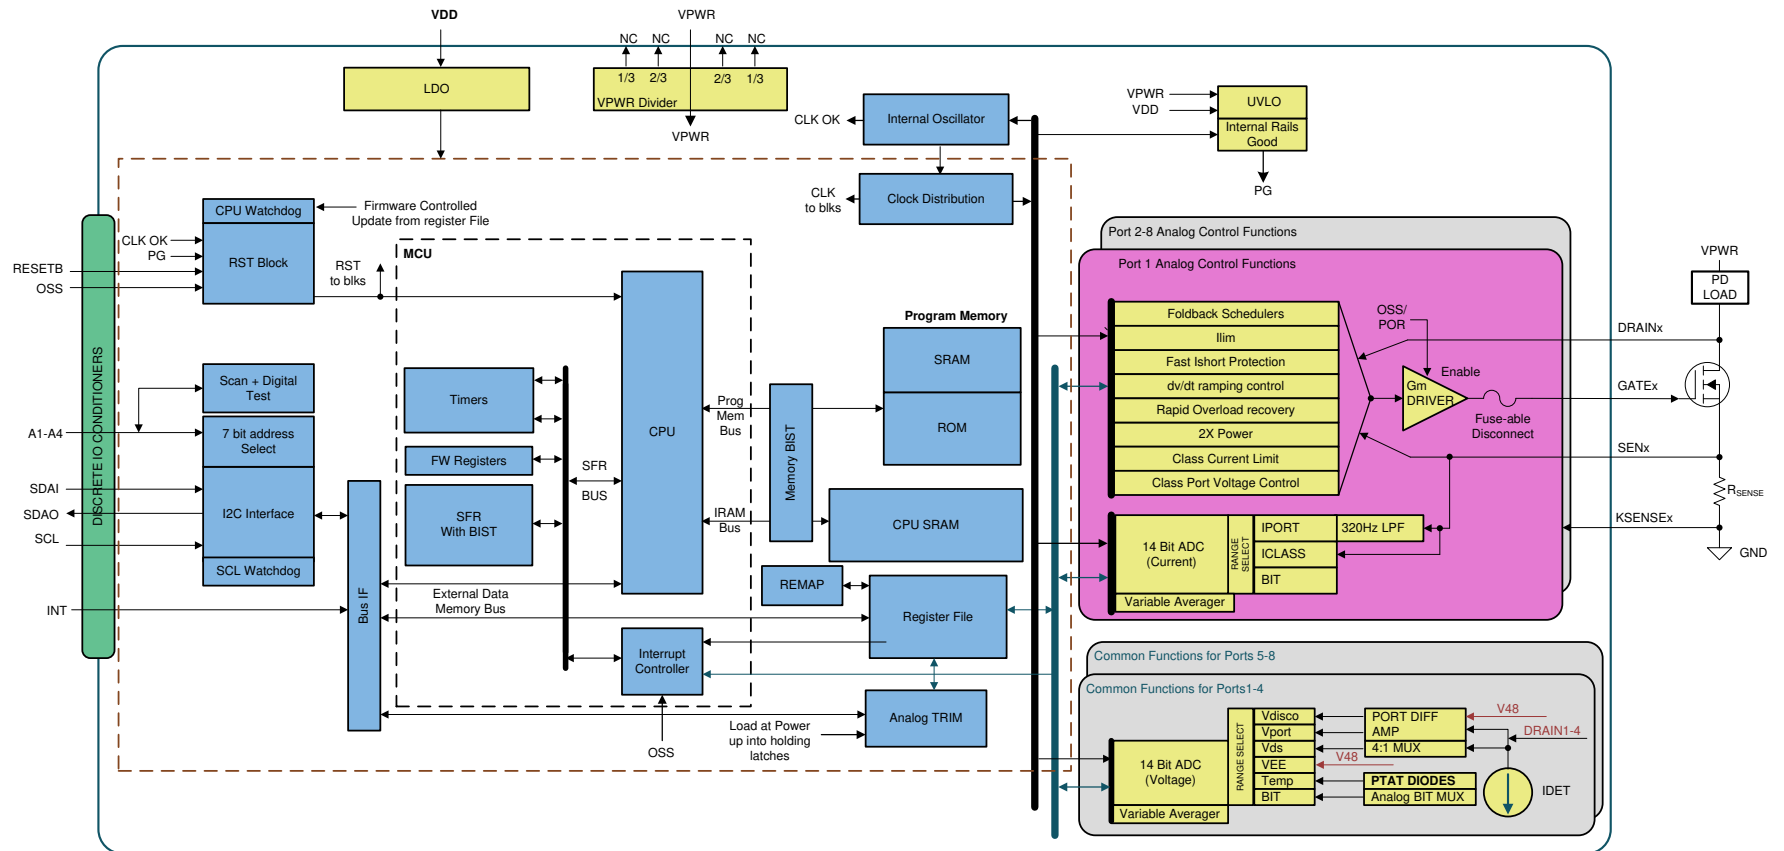 VDD
VPWR
NC
NC
NC
NC
1/3
2/3
2/3
1/3
VPWR Divider
VPWR
LDO
CLK OK
Internal Oscillator
CLK
to blks
Clock Distribution
VPWR
VDD
UVLO
Internal Rails
Good
PG
DISCRETE IO CONDITIONERS
CPU Watchdog
RST Block
Firmware Controlled
Update from register File
CLK OK
PG
RESETB
OSS
RST
to blks
MCU
Scan + Digital
Test
A1-A4
7 bit address
Select
SDAI
SDAO
SCL
I2C Interface
SCL Watchdog
INT
Bus IF
Timers
FW Registers
SFR
With BIST
SFR
BUS
CPU
External Data
Memory Bus
Interrupt
Controller
OSS
Prog
Mem
Bus
IRAM
Bus
Memory BIST
Program Memory
SRAM
ROM
CPU SRAM
REMAP
Register File
Analog TRIM
Load at Power
up into holding
latches
Port 2-8 Analog Control Functions
Port 1 Analog Control Functions
Foldback Schedulers
Ilim
Fast Ishort Protection
dv/dt ramping control
Rapid Overload recovery
2X Power
Class Current Limit
Class Port Voltage Control
OSS/
POR
Enable
Gm
DRIVER
Fuse-able
Disconnect
14 Bit ADC
(Current)
RANGE
SELECT
IPORT
320Hz LPF
ICLASS
BIT
Variable Averager
VPWR
PD
LOAD
DRAINx
GATEx
SENx
RSENSE
KSENSEx
GND
Common Functions for Ports 5-8
Common Functions for Ports1-4
14 Bit ADC
(Voltage)
Variable Averager
RANGE SELECT
Vdisco
Vport
Vds
VEE
Temp
BIT
PORT DIFF
AMP
4:1 MUX
V48
DRAIN1-4
V48
PTAT DIODES
Analog BIT MUX
IDET